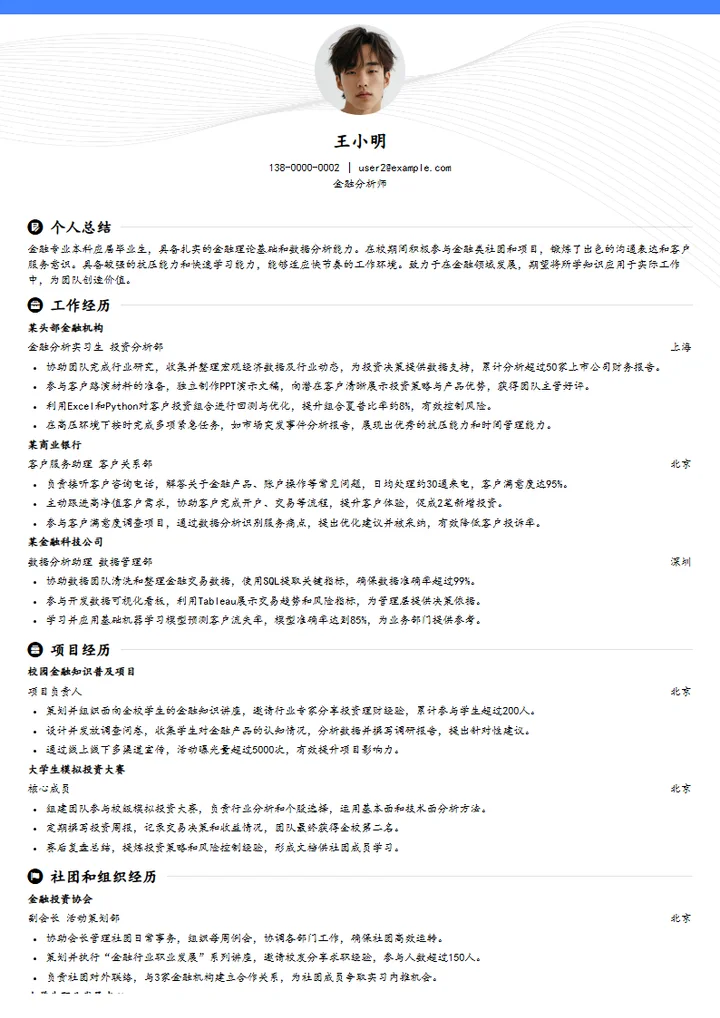 王小明
138-0000-0002 | user2@example.com
金融分析师
个人总结
金融专业本科应届毕业生，具备扎实的金融理论基础和数据分析能力。在校期间积极参与金融类社团和项目，锻炼了出色的沟通表达和客户
服务意识。具备较强的抗压能力和快速学习能力，能够适应快节奏的工作环境。致力于在金融领域发展，期望将所学知识应用于实际工作
中，为团队创造价值。
工作经历
某头部金融机构
金融分析实习生 投资分析部 上海
• 协助团队完成行业研究，收集并整理宏观经济数据及行业动态，为投资决策提供数据支持，累计分析超过50家上市公司财务报告。
• 参与客户路演材料的准备，独立制作PPT演示文稿，向潜在客户清晰展示投资策略与产品优势，获得团队主管好评。
• 利用Excel和Python对客户投资组合进行回测与优化，提升组合夏普比率约8%，有效控制风险。
• 在高压环境下按时完成多项紧急任务，如市场突发事件分析报告，展现出优秀的抗压能力和时间管理能力。
某商业银行
客户服务助理 客户关系部 北京
• 负责接听客户咨询电话，解答关于金融产品、账户操作等常见问题，日均处理约30通来电，客户满意度达95%。
• 主动跟进高净值客户需求，协助客户完成开户、交易等流程，提升客户体验，促成2笔新增投资。
• 参与客户满意度调查项目，通过数据分析识别服务痛点，提出优化建议并被采纳，有效降低客户投诉率。
某金融科技公司
数据分析助理 数据管理部 深圳
• 协助数据团队清洗和整理金融交易数据，使用SQL提取关键指标，确保数据准确率超过99%。
• 参与开发数据可视化看板，利用Tableau展示交易趋势和风险指标，为管理层提供决策依据。
• 学习并应用基础机器学习模型预测客户流失率，模型准确率达到85%，为业务部门提供参考。
项目经历
校园金融知识普及项目
项目负责人 北京
• 策划并组织面向全校学生的金融知识讲座，邀请行业专家分享投资理财经验，累计参与学生超过200人。
• 设计并发放调查问卷，收集学生对金融产品的认知情况，分析数据并撰写调研报告，提出针对性建议。
• 通过线上线下多渠道宣传，活动曝光量超过5000次，有效提升项目影响力。
大学生模拟投资大赛
核心成员 北京
• 组建团队参与校级模拟投资大赛，负责行业分析和个股选择，运用基本面和技术面分析方法。
• 定期撰写投资周报，记录交易决策和收益情况，团队最终获得全校第二名。
• 赛后复盘总结，提炼投资策略和风险控制经验，形成文档供社团成员学习。
社团和组织经历
金融投资协会
副会长 活动策划部 北京
• 协助会长管理社团日常事务，组织每周例会，协调各部门工作，确保社团高效运转。
• 策划并执行“金融行业职业发展”系列讲座，邀请校友分享求职经验，参与人数超过150人。
• 负责社团对外联络，与3家金融机构建立合作关系，为社团成员争取实习内推机会。